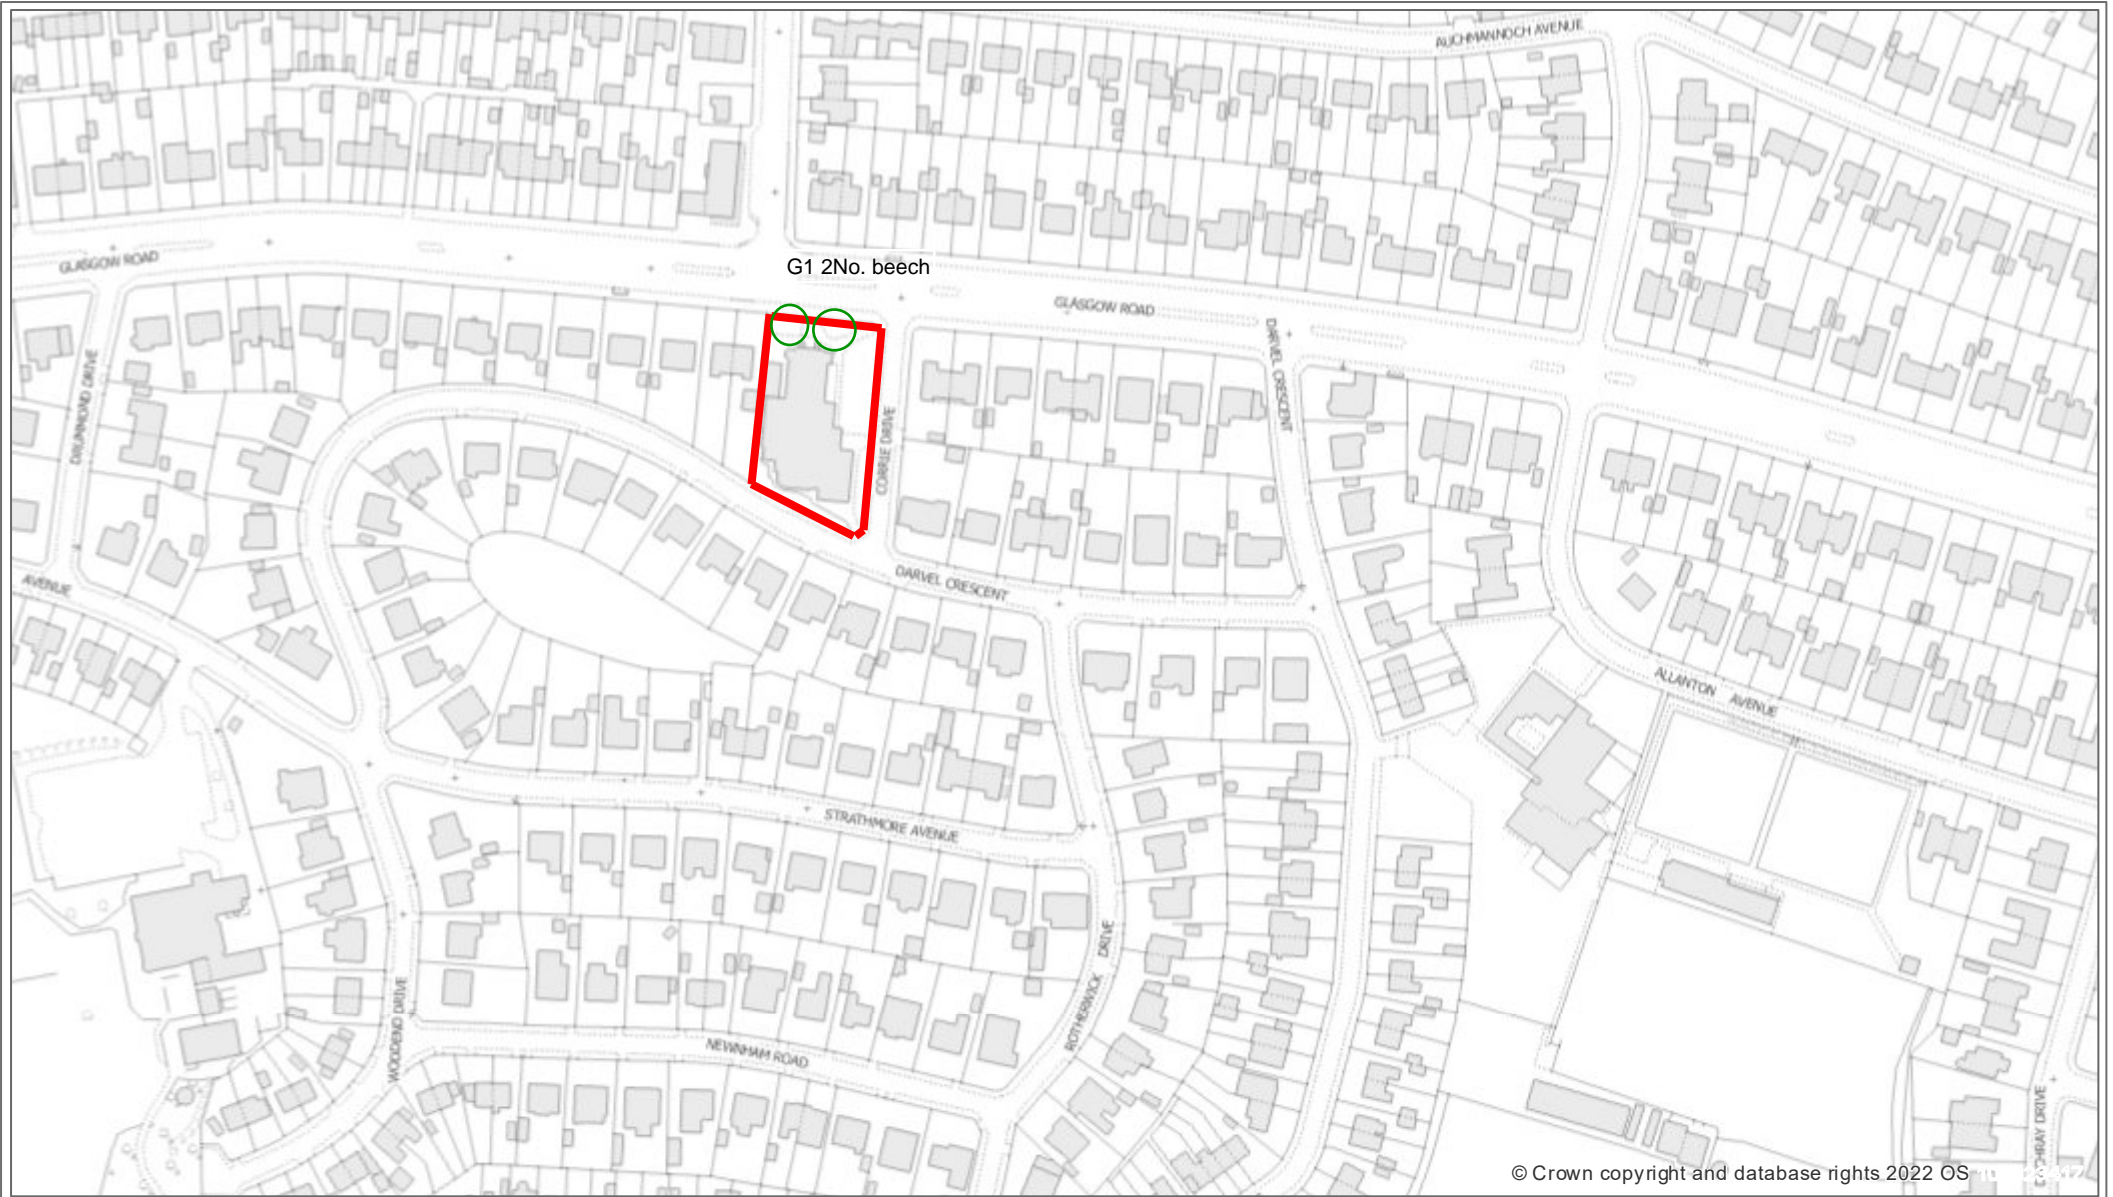 AUCHMANNOCH AVENUE
GLASGOW ROAD
G1 2No. beech
GLASGOW ROAD
DARVEL CRESCENT
DRUMMOND DRIVE
CORRIE DRIVE
AVENUE
DARVEL CRESCENT
ALLANTON AVENUE
STRATHMORE AVENUE
ROTHERWICK DRIVE
WOODEND DRIVE
NEWNHAM ROAD
DRIVE
© Crown copyright and database rights 2022 OS